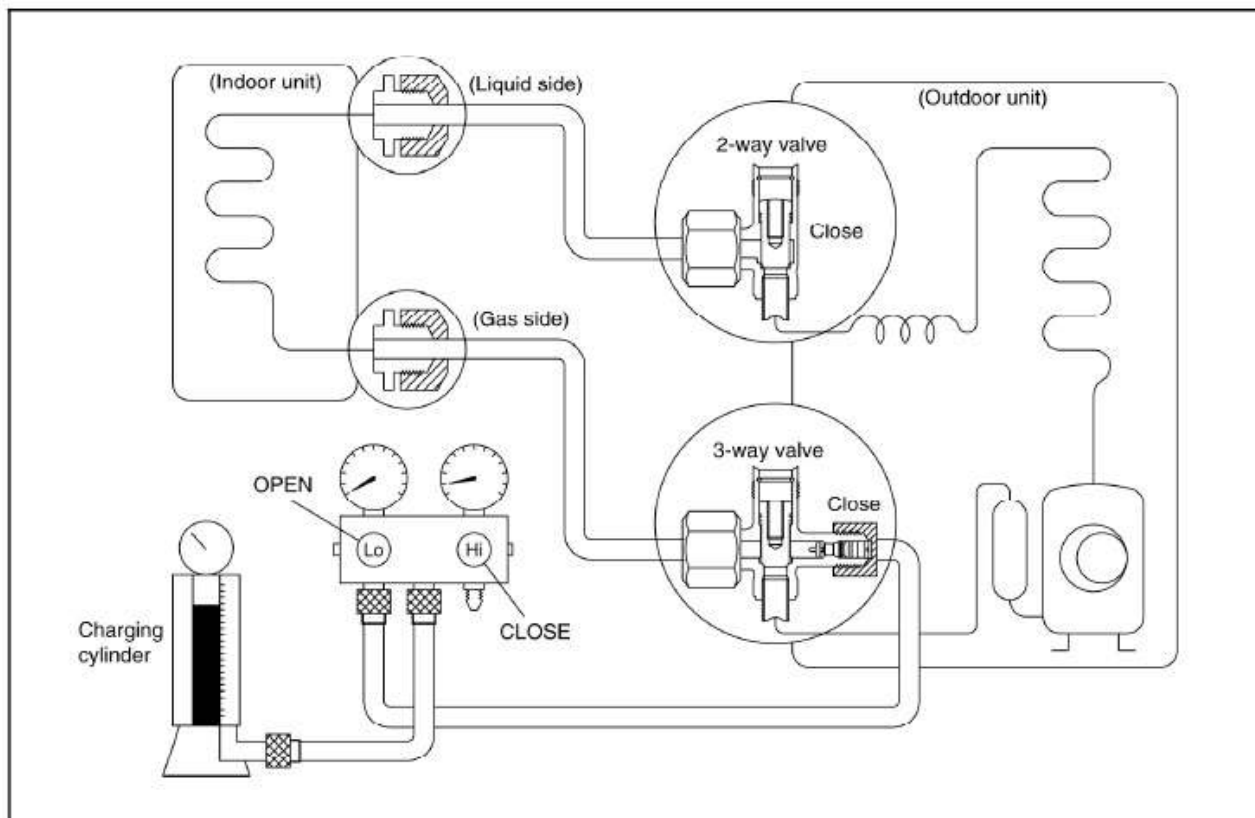 (Indoor unit)
(Liquid side)
(Outdoor unit)
2-way valve
Close
(Gas side)
3-way valve
Close
OPEN
Lo
Hi
CLOSE
Charging
cylinder